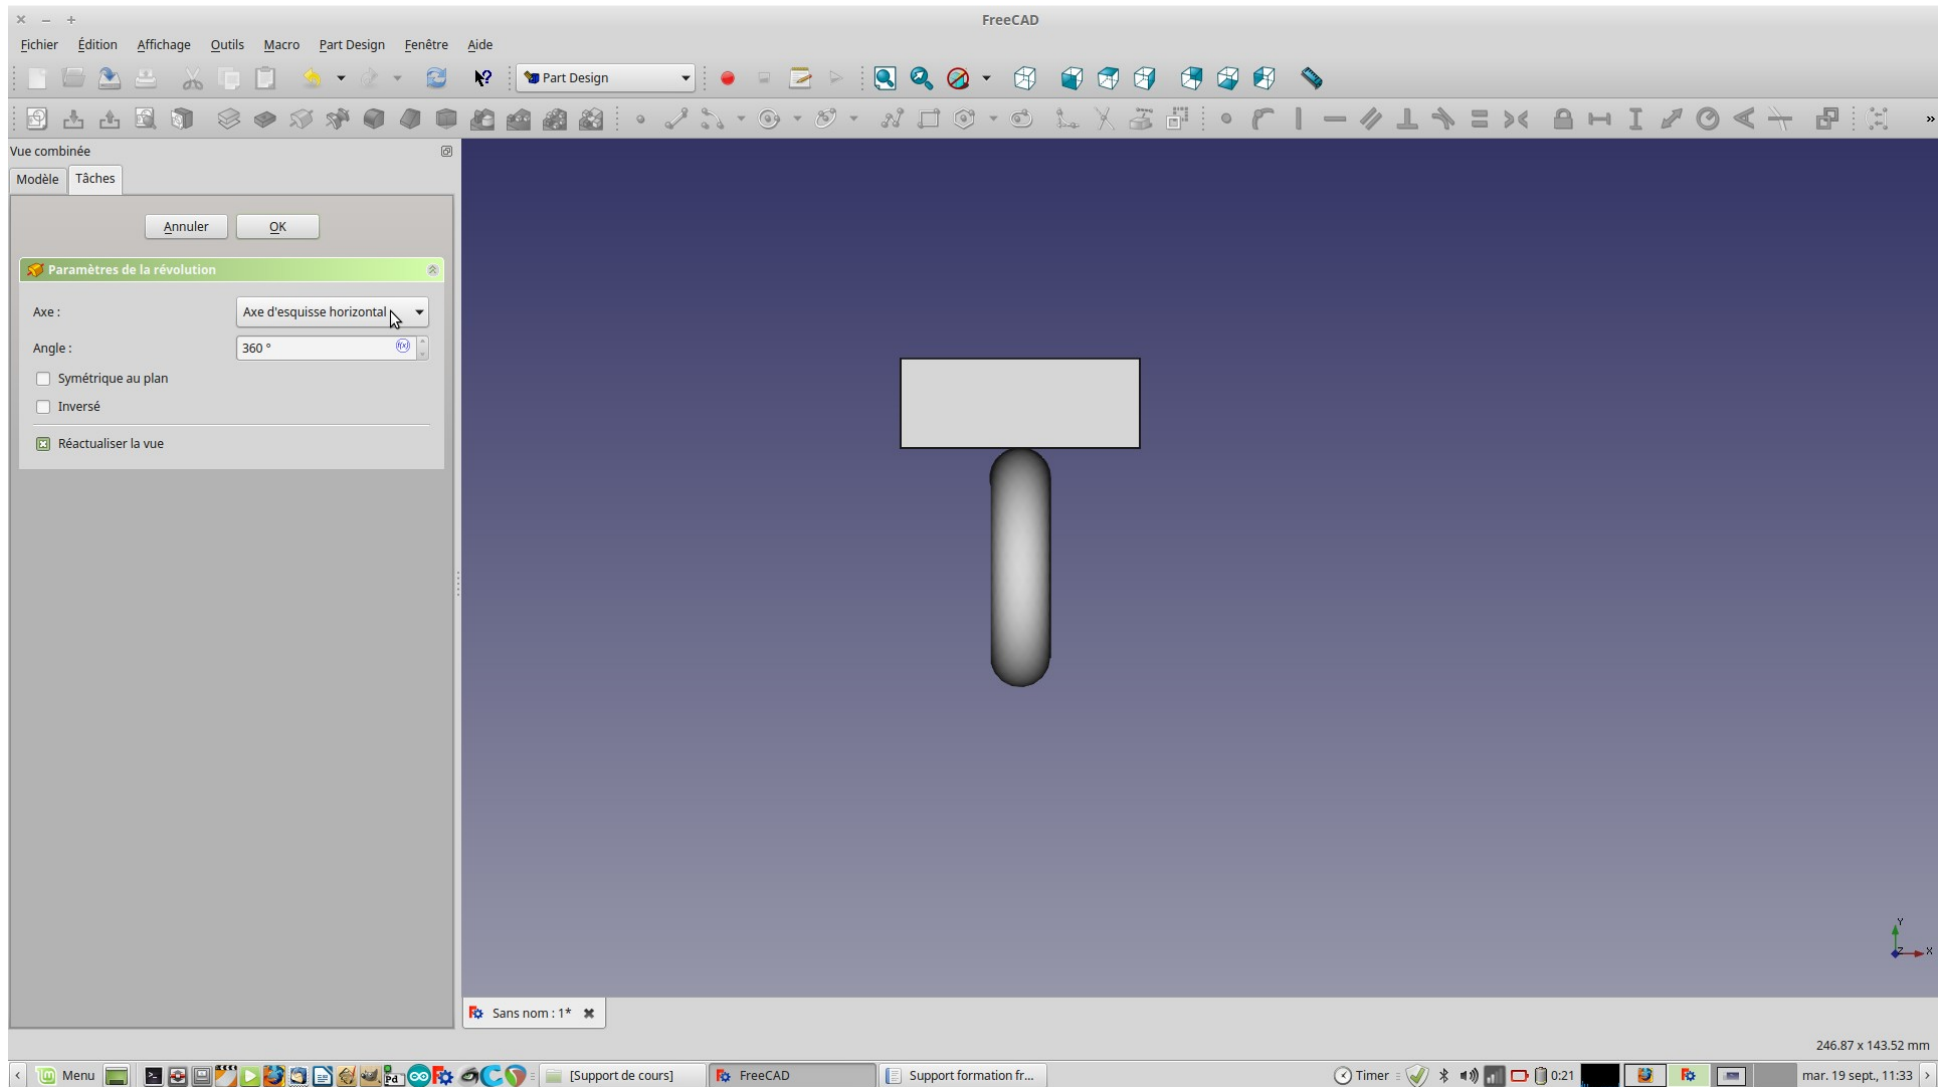 FreeCAD
Fichier Édition Affichage Outils Macro Part Design Fenêtre Aide
Part Design
Vue combinée
Modèle Tâches
Annuler OK
Paramètres de la révolution
Axe : Axe d'esquisse horizontal
Angle : 360 °
Symétrique au plan
Inversé
Réactualiser la vue
Y
Z X
Sans nom : 1*
246.87 x 143.52 mm
Menu Pd [Support de cours] FreeCAD Support formation fr... Timer 0:21 mar. 19 sept., 11:33